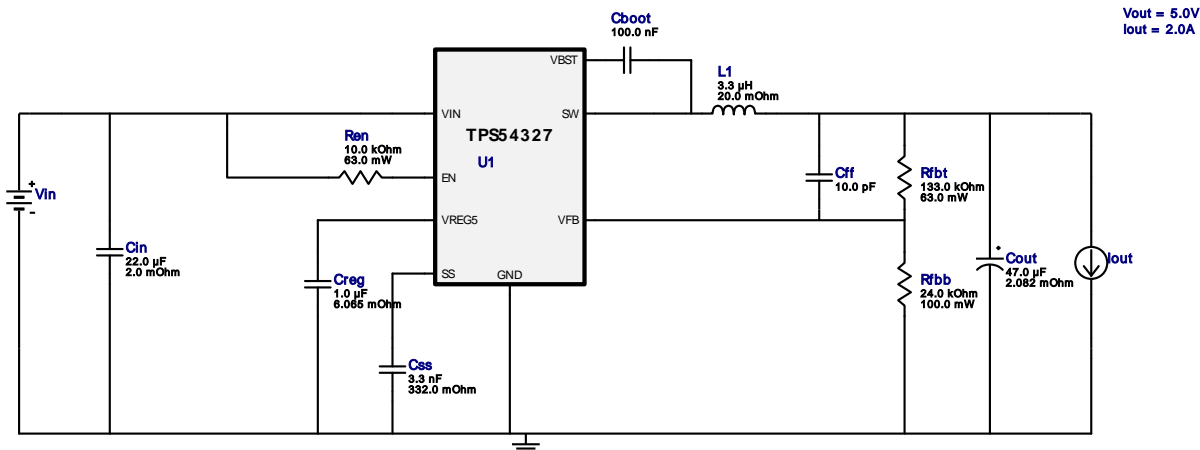 Vout = 5.0V
Iout = 2.0A
Cboot
100.0 nF
VBST
L1
3.3 µH
20.0 mOhm
VIN
SW
TPS54327
U1
Ren
10.0 kOhm
63.0 mW
EN
Vin
+
-
Cff
10.0 pF
Rfbt
133.0 kOhm
63.0 mW
VREG5
VFB
Cin
22.0 µF
2.0 mOhm
SS
GND
Creg
1.0 µF
6.065 mOhm
Rfbb
24.0 kOhm
100.0 mW
+
Cout
47.0 µF
2.082 mOhm
Iout
Css
3.3 nF
332.0 mOhm